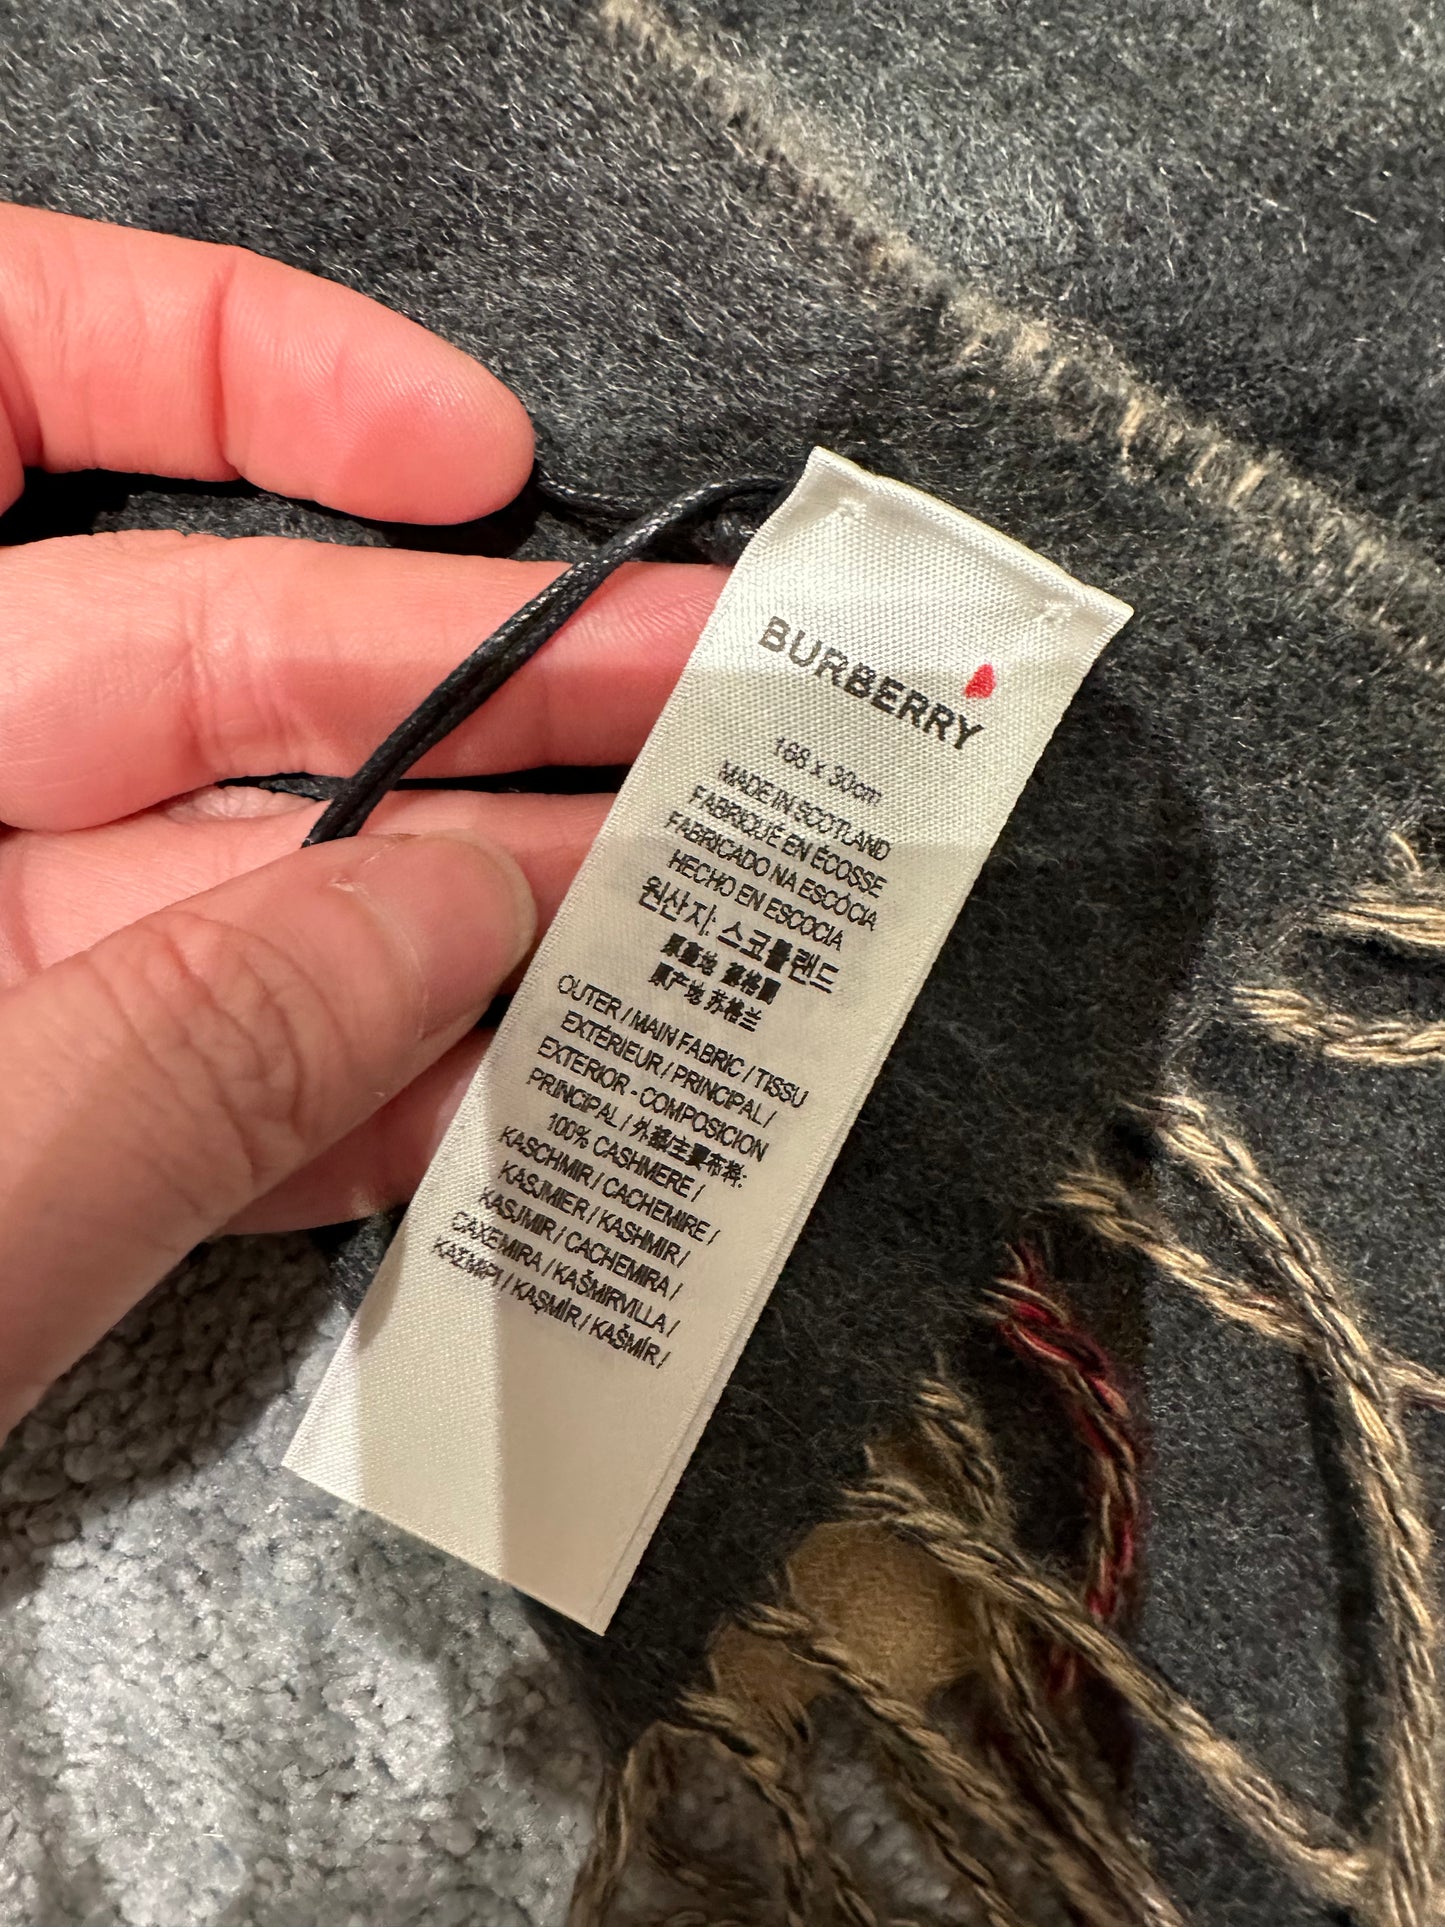 BURBERRY
168 x 30cm
MADE IN SCOTLAND
FABRIQUÉ EN ÉCOSSE
FABRICADO NA ESCÓCIA
HECHO EN ESCOCIA
원산지: 스코틀랜드
原產地 蘇格蘭
原产地 苏格兰
OUTER / MAIN FABRIC / TISSU
EXTÉRIEUR / PRINCIPAL /
EXTERIOR - COMPOSICION
PRINCIPAL / 外部主要布料:
100% CASHMERE /
KASCHMIR / CACHEMIRE /
KASJMIER / KASHMIR /
KASJMIR / CACHEMIRA /
CAXEMIRA / KAŠMIRVILLA /
KAŞMIR / KAŠMÍR /